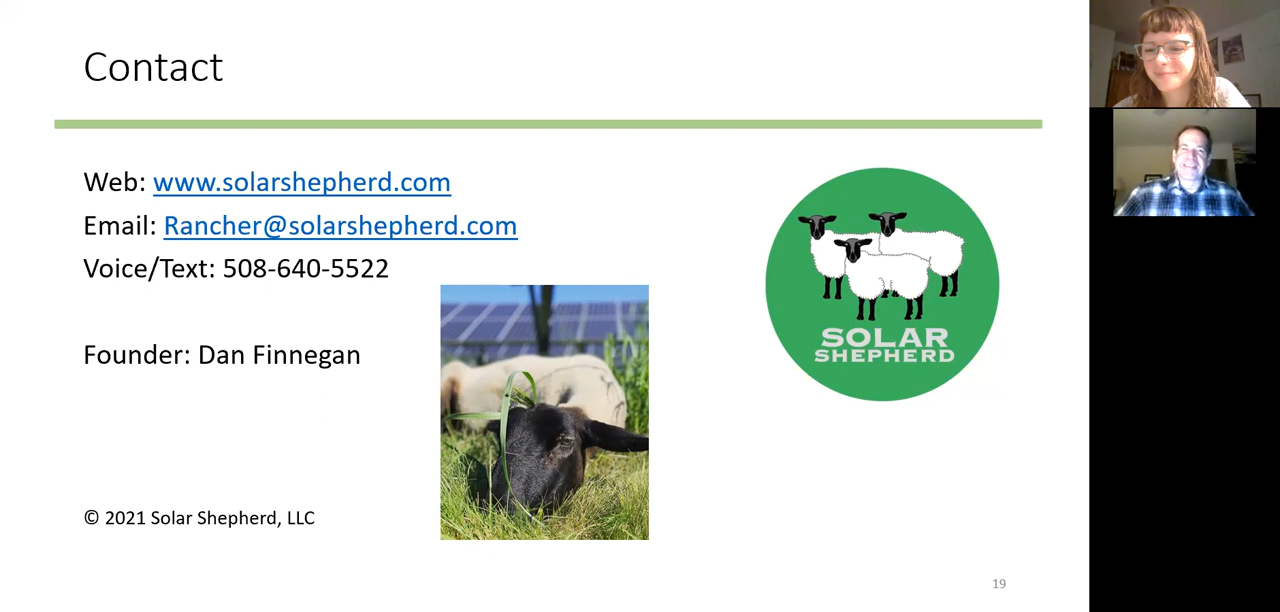 Contact
Web: www.solarshepherd.com
Email: Rancher@solarshepherd.com
Voice/Text: 508-640-5522
Founder: Dan Finnegan
SOLAR
SHEPHERD
© 2021 Solar Shepherd, LLC
19